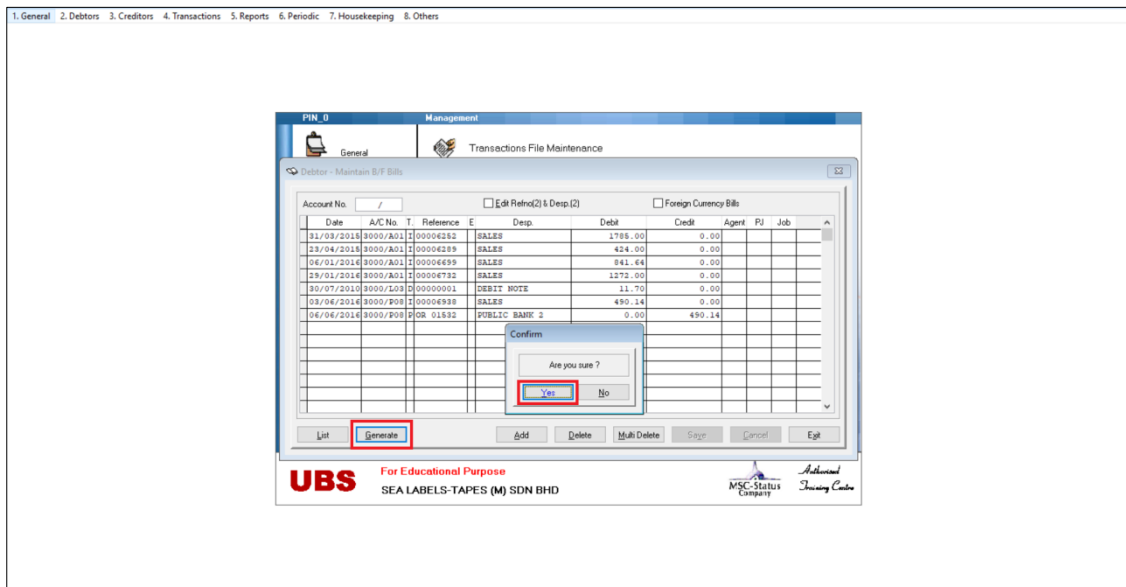 1. General 2. Debtors 3. Creditors 4. Transactions 5. Reports 6. Periodic 7. Housekeeping 8. Others
PIN_0 Management
General Transactions File Maintenance
Debtor - Maintain B/F Bills
Account No. / Edit Refno(2) & Desp.(2) Foreign Currency Bills
Date A/C No. T. Reference E Desp. Debit Credit Agent PJ Job
31/03/2015 3000/A01 I 00006252 SALES 1785.00 0.00
23/04/2015 3000/A01 I 00006289 SALES 424.00 0.00
06/01/2016 3000/A01 I 00006699 SALES 841.64 0.00
29/01/2016 3000/A01 I 00006732 SALES 1272.00 0.00
30/07/2010 3000/L03 D 00000001 DEBIT NOTE 11.70 0.00
03/06/2016 3000/P08 I 00006938 SALES 490.14 0.00
06/06/2016 3000/P08 P OR 01532 PUBLIC BANK 2 0.00 490.14
Confirm
Are you sure ?
Yes No
List Generate Add Delete Multi Delete Save Cancel Exit
UBS
For Educational Purpose
SEA LABELS-TAPES (M) SDN BHD
MSC-Status
Company
Authorised
Training Centre